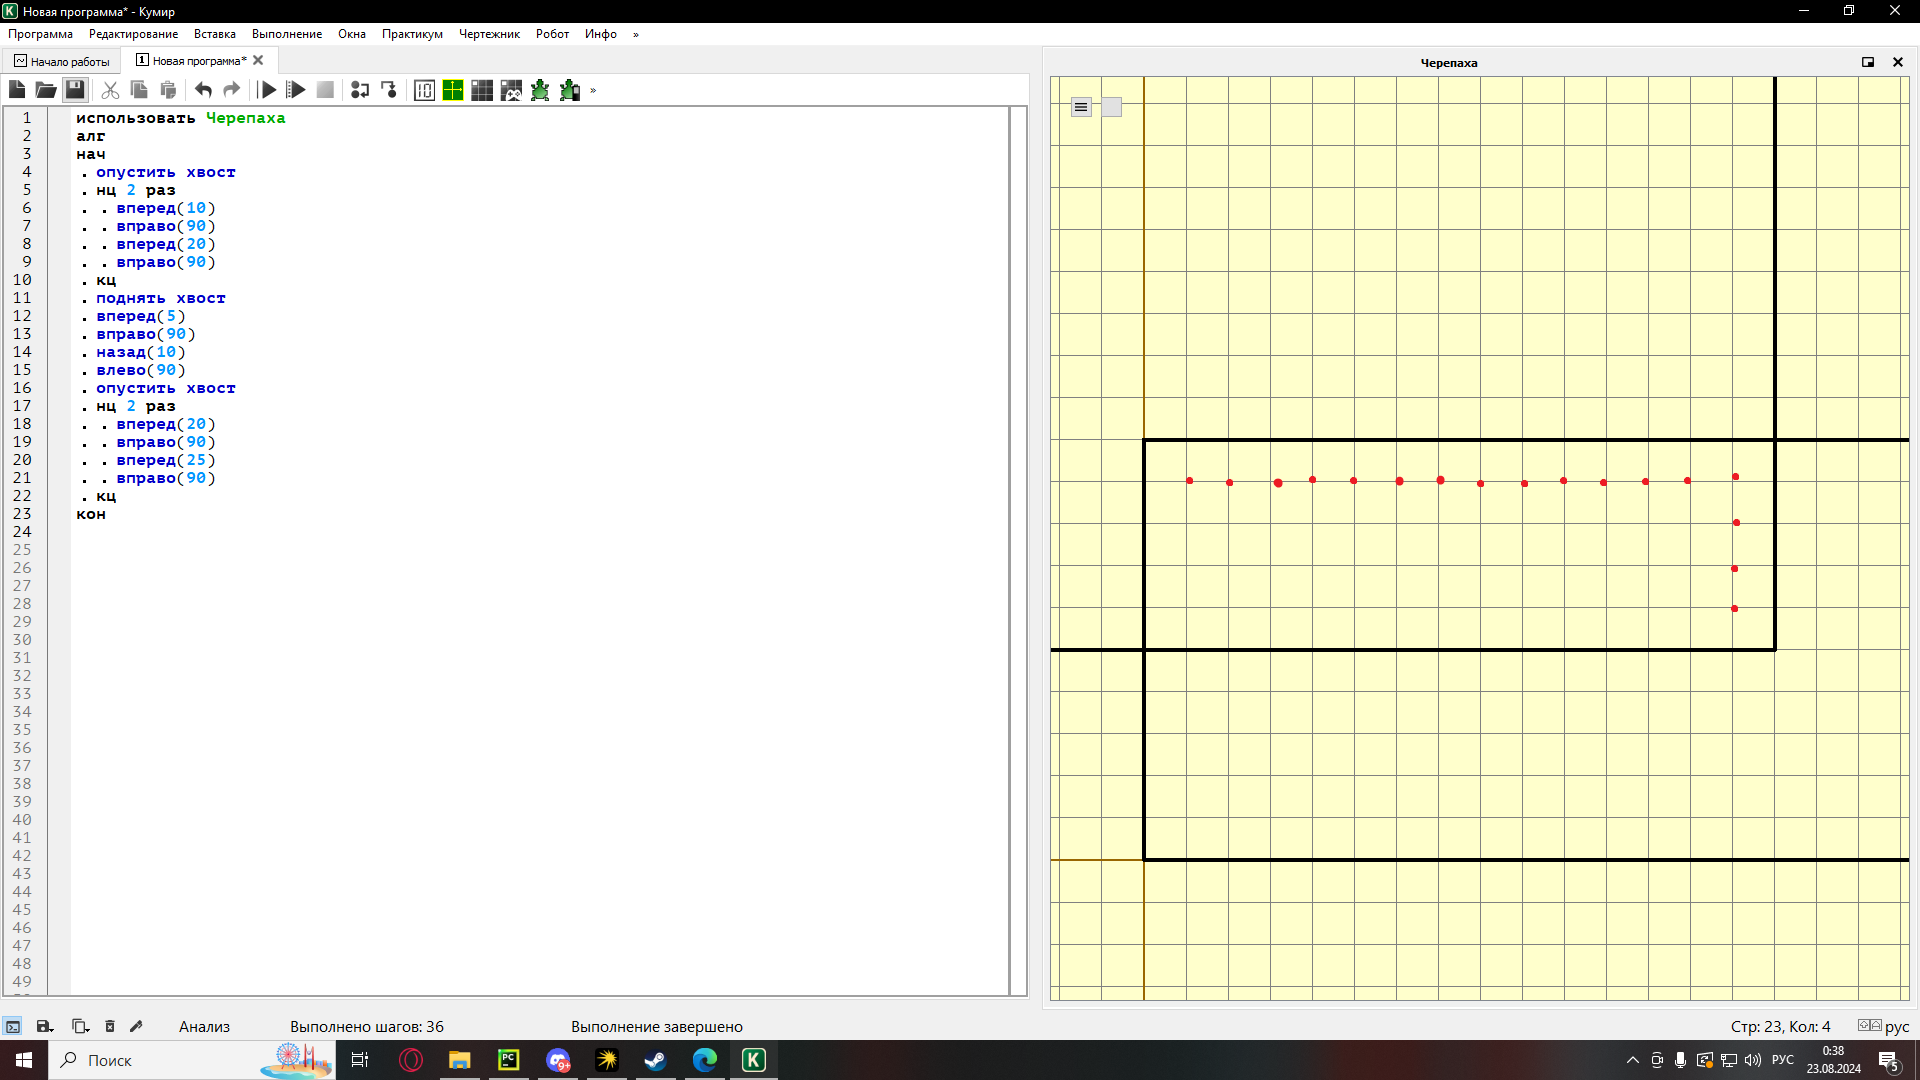 Новая программа* - Кумир
Программа Редактирование Вставка Выполнение Окна Практикум Чертежник Робот Инфо »
Начало работы
1 Новая программа*
Черепаха
1 использовать Черепаха
2 алг
3 нач
4 . опустить хвост
5 . нц 2 раз
6 . . вперед(10)
7 . . вправо(90)
8 . . вперед(20)
9 . . вправо(90)
10 . кц
11 . поднять хвост
12 . вперед(5)
13 . вправо(90)
14 . назад(10)
15 . влево(90)
16 . опустить хвост
17 . нц 2 раз
18 . . вперед(20)
19 . . вправо(90)
20 . . вперед(25)
21 . . вправо(90)
22 . кц
23 кон
24
25
26
27
28
29
30
31
32
33
34
35
36
37
38
39
40
41
42
43
44
45
46
47
48
49
Анализ
Выполнено шагов: 36
Выполнение завершено
Стр: 23, Кол: 4
рус
Поиск
PC
9+
РУС
0:38
23.08.2024
5